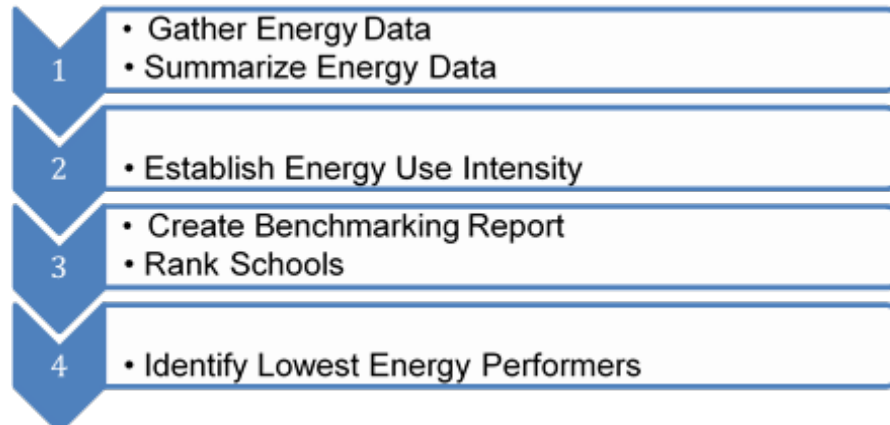 1
• Gather Energy Data
• Summarize Energy Data
2
• Establish Energy Use Intensity
3
• Create Benchmarking Report
• Rank Schools
4
• Identify Lowest Energy Performers